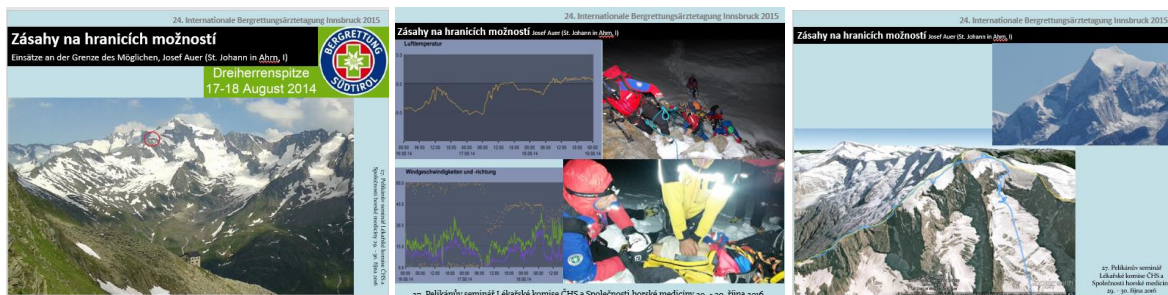 24. Internationale Bergrettungsärztetagung Innsbruck 2015
Zásahy na hranicích možností
Einsätze an der Grenze des Möglichen, Josef Auer (St. Johann in Ahrn, I)
BERGRETTUNG
SÜDTIROL
Dreiherrenspitze
17-18 August 2014
27. Pelikánův seminář
Lékařské komise ČHS a
Společnosti horské medicíny
29. - 30. října 2016
24. Internationale Bergrettungsärztetagung Innsbruck 2015
Zásahy na hranicích možností Josef Auer (St. Johann in Ahrn, I)
Lufttemperatur
Windgeschwindigkeiten und -richtung
27. Pelikánův seminář Lékařské komise ČHS a Společnosti horské medicíny 29. - 30. října 2016
24. Internationale Bergrettungsärztetagung Innsbruck 2015
Zásahy na hranicích možností Josef Auer (St. Johann in Ahrn, I)
27. Pelikánův seminář
Lékařské komise ČHS a
Společnosti horské medicíny
29. - 30. října 2016